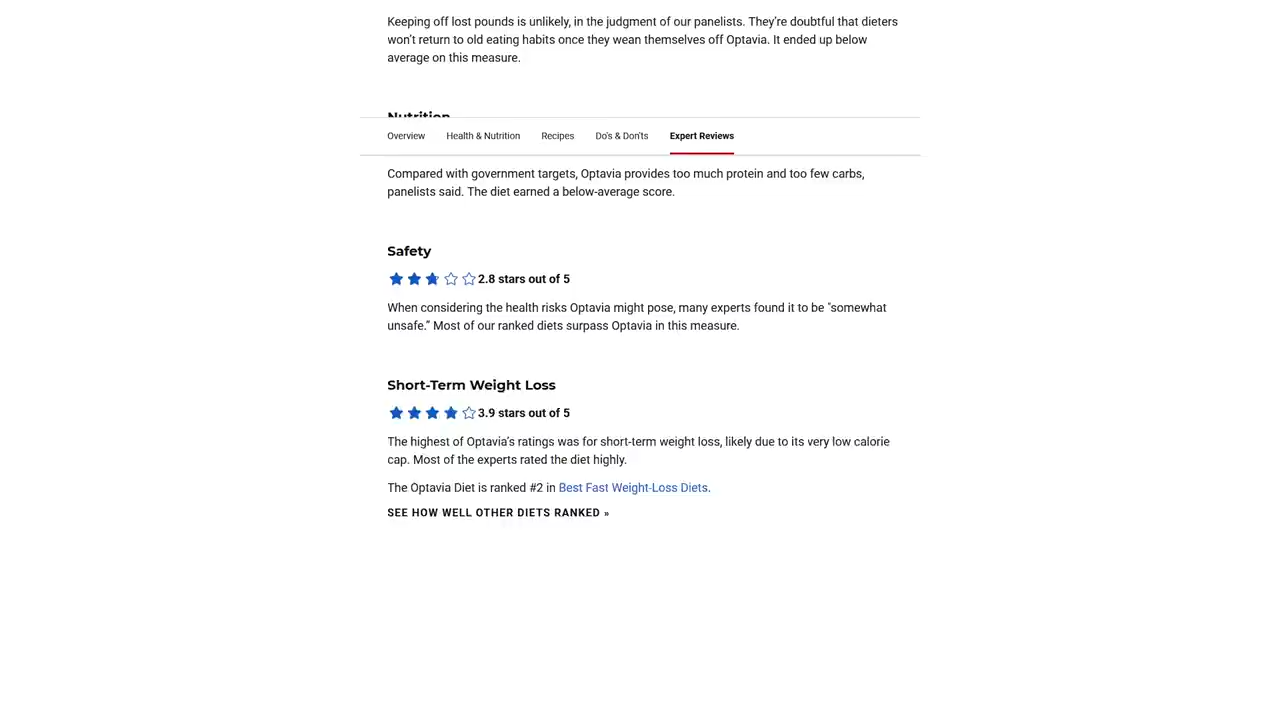 Keeping off lost pounds is unlikely, in the judgment of our panelists. They’re doubtful that dieters
won’t return to old eating habits once they wean themselves off Optavia. It ended up below
average on this measure.
Nutrition
Overview Health & Nutrition Recipes Do's & Don'ts Expert Reviews
Compared with government targets, Optavia provides too much protein and too few carbs,
panelists said. The diet earned a below-average score.
Safety
2.8 stars out of 5
When considering the health risks Optavia might pose, many experts found it to be "somewhat
unsafe.” Most of our ranked diets surpass Optavia in this measure.
Short-Term Weight Loss
3.9 stars out of 5
The highest of Optavia’s ratings was for short-term weight loss, likely due to its very low calorie
cap. Most of the experts rated the diet highly.
The Optavia Diet is ranked #2 in Best Fast Weight-Loss Diets.
SEE HOW WELL OTHER DIETS RANKED »